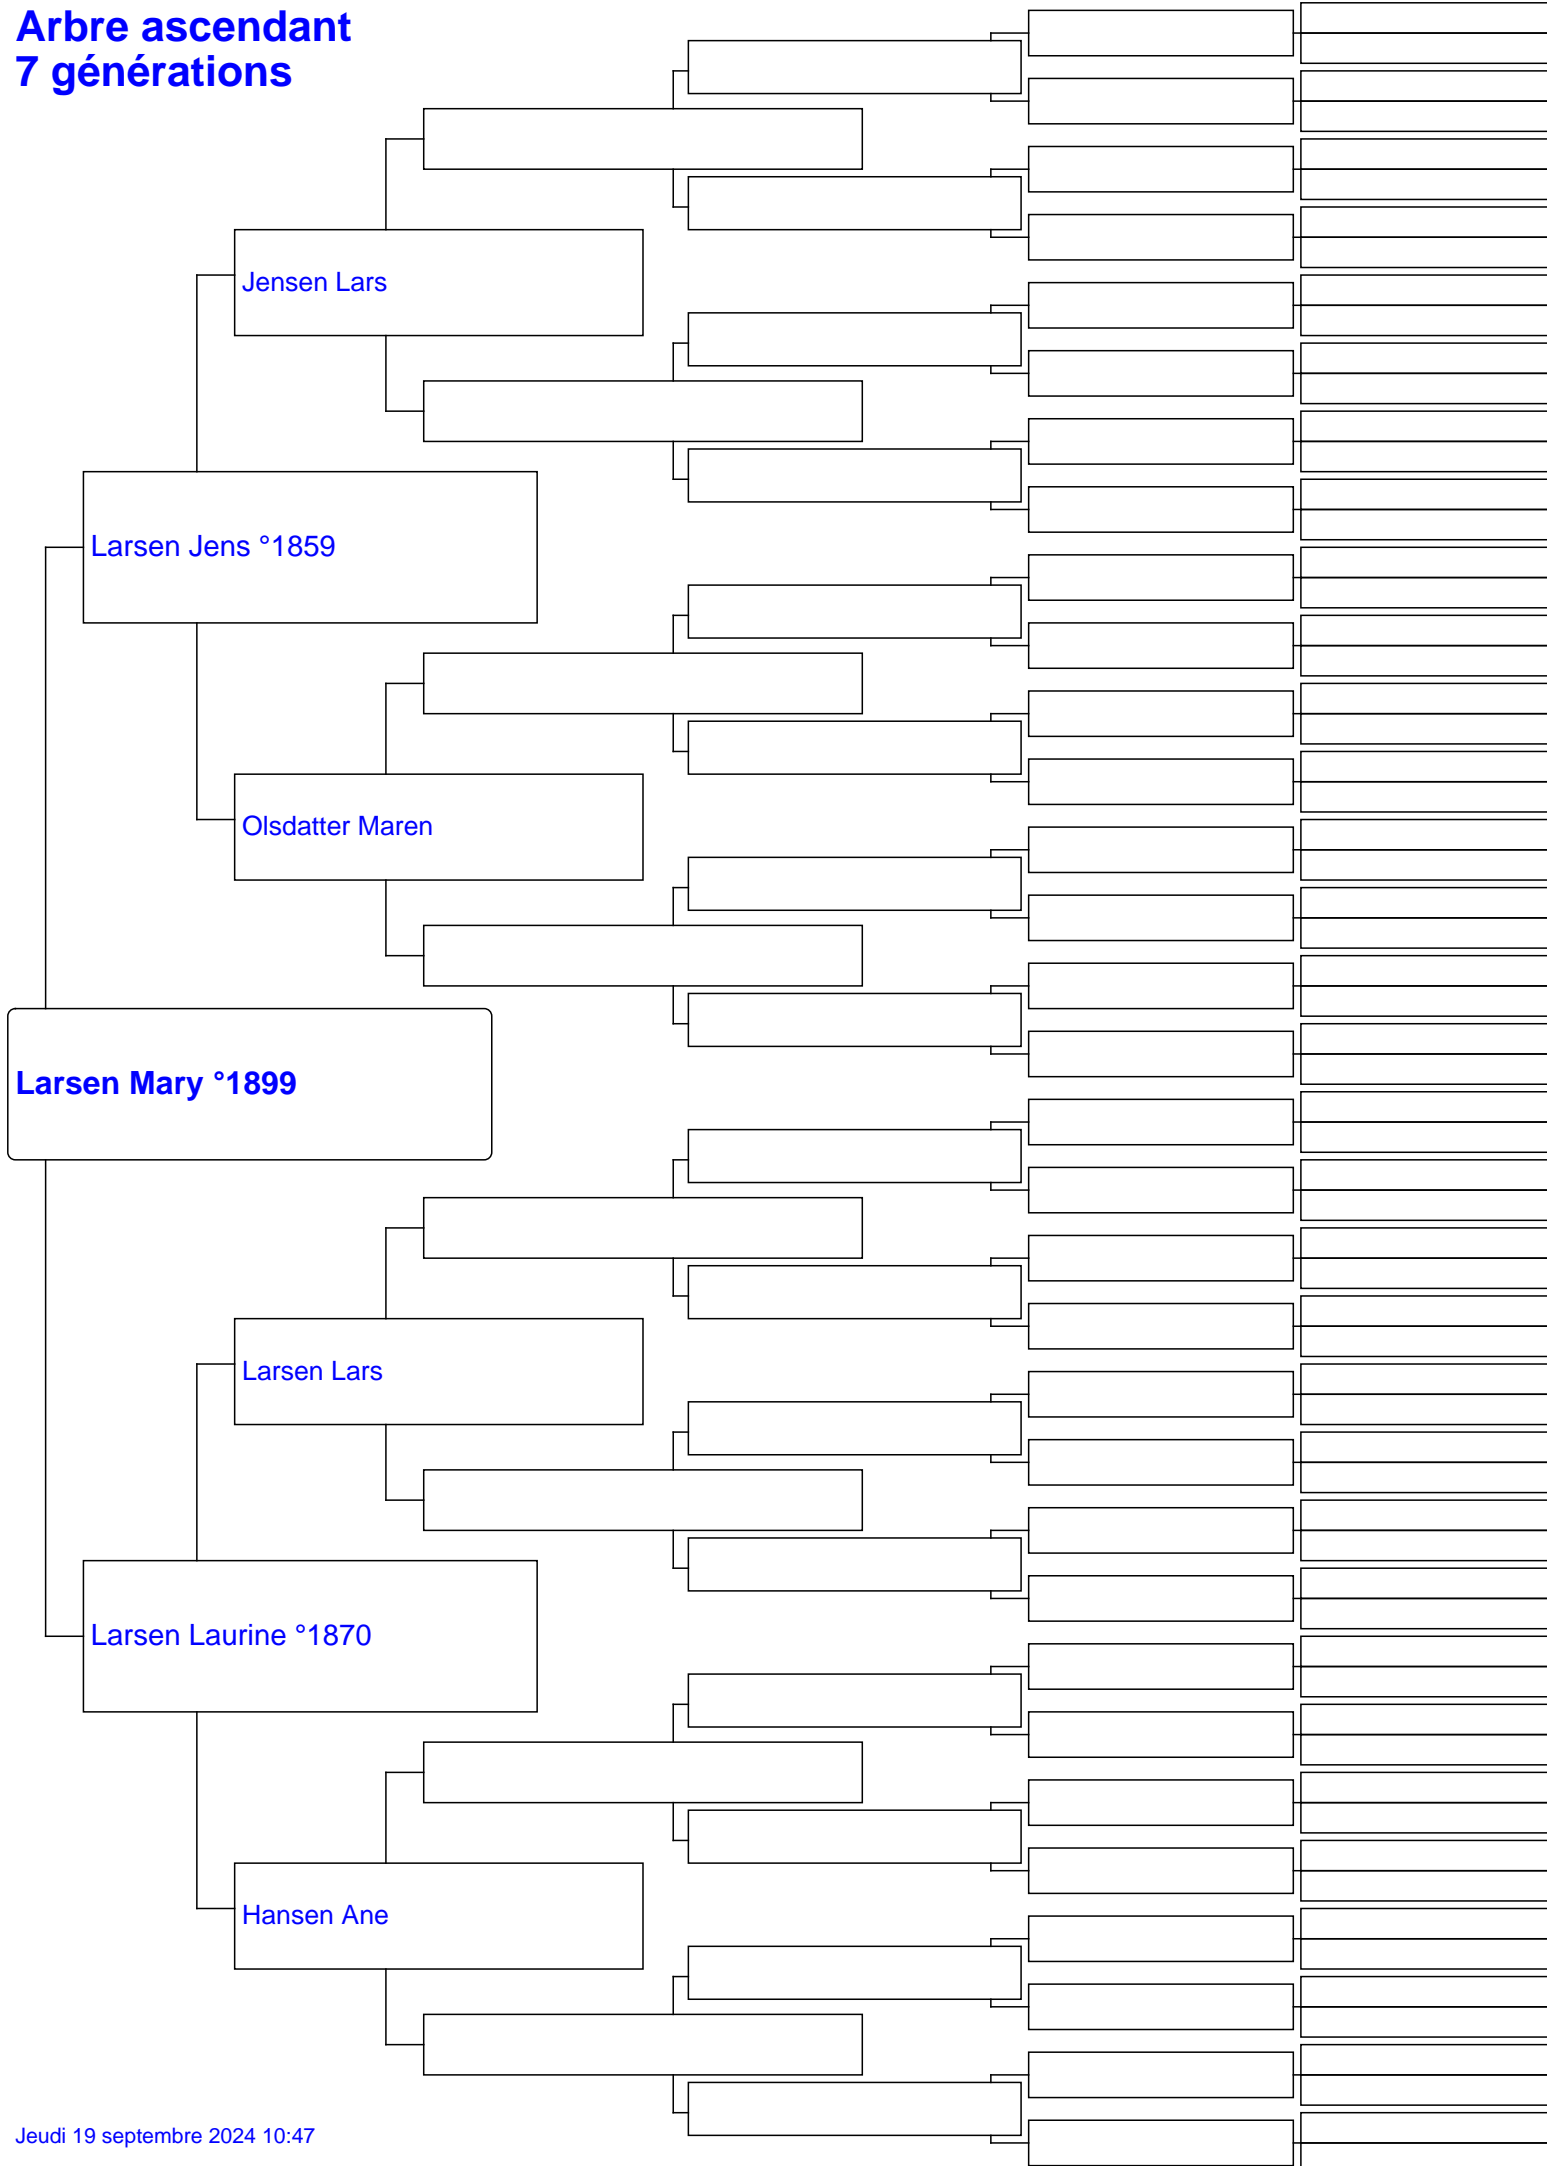 Arbre ascendant
7 générations
Jensen Lars
Larsen Jens °1859
Olsdatter Maren
Larsen Mary °1899
Larsen Lars
Larsen Laurine °1870
Hansen Ane
Jeudi 19 septembre 2024 10:47